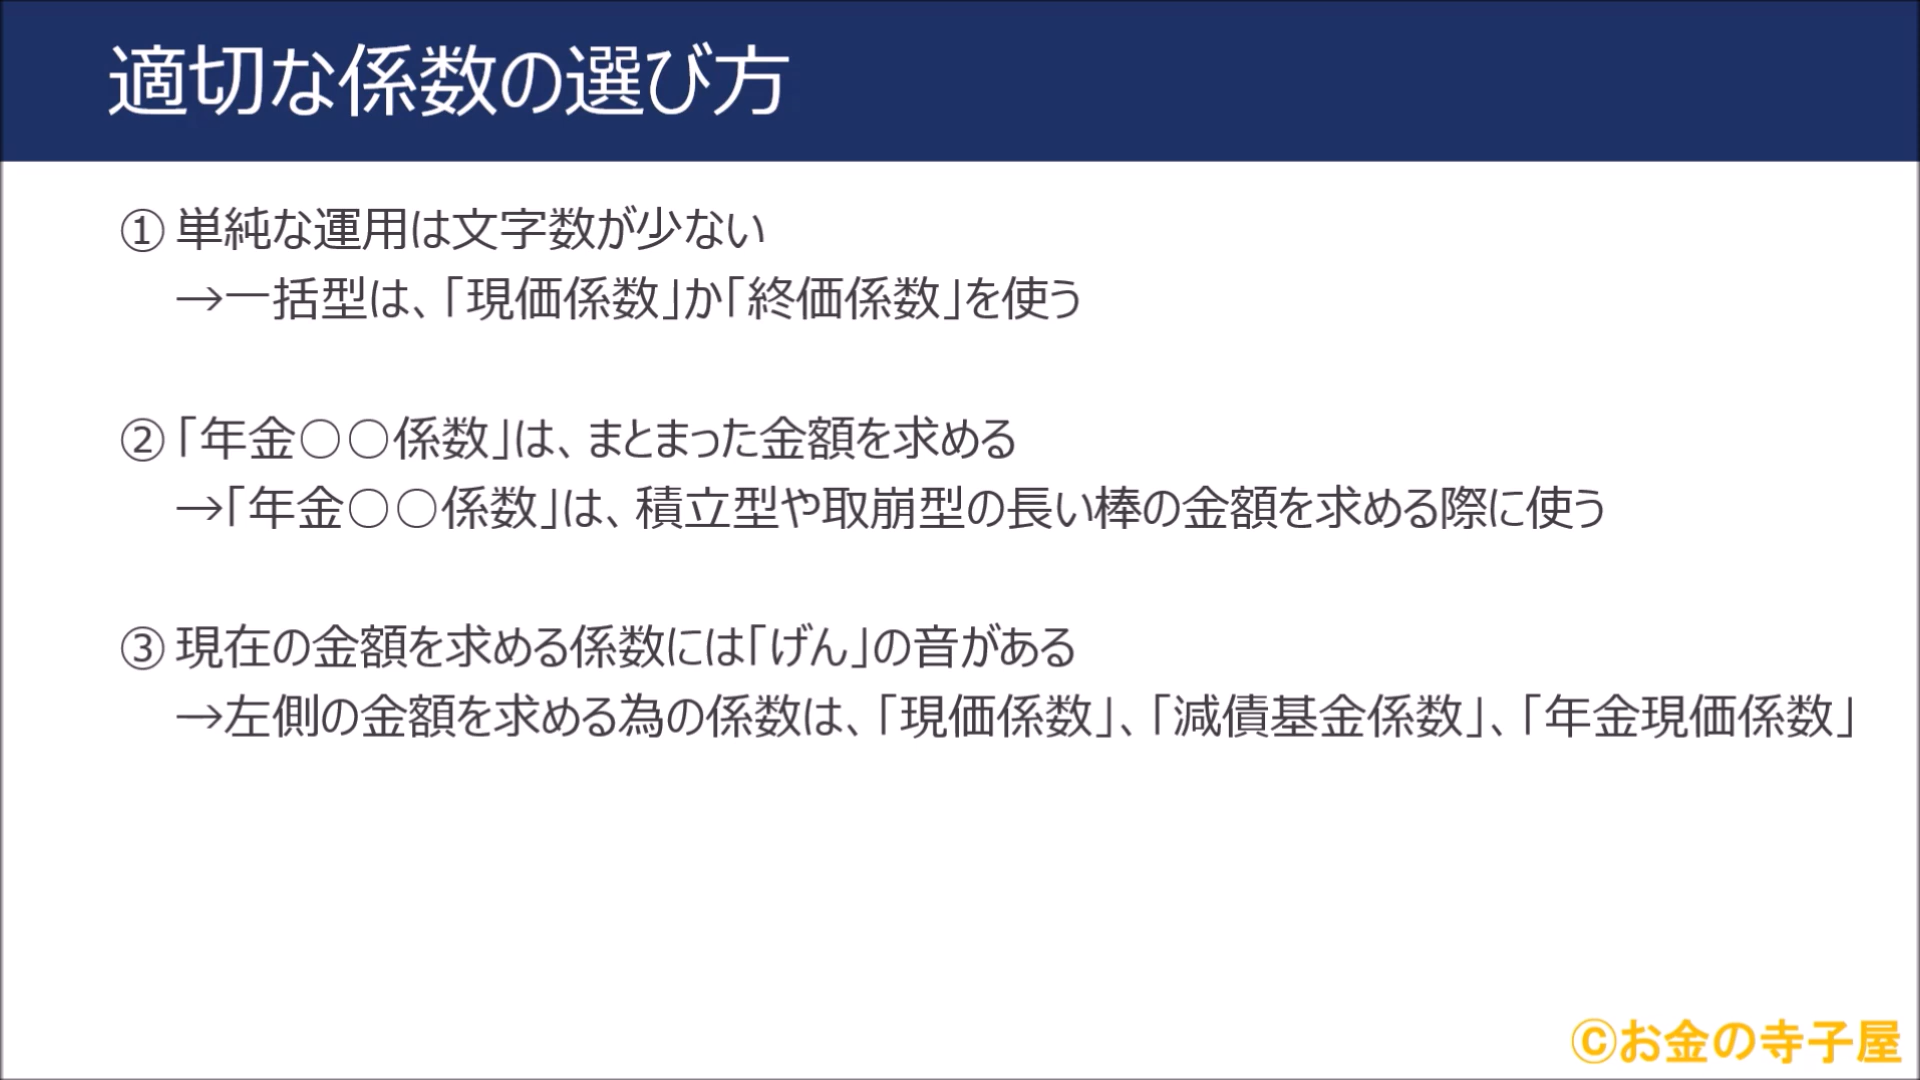 適切な係数の選び方
① 単純な運用は文字数が少ない
→一括型は、「現価係数」か「終価係数」を使う
② 「年金○○係数」は、まとまった金額を求める
→「年金○○係数」は、積立型や取崩型の長い棒の金額を求める際に使う
③ 現在の金額を求める係数には「げん」の音がある
→左側の金額を求める為の係数は、「現価係数」、「減債基金係数」、「年金現価係数」
©お金の寺子屋